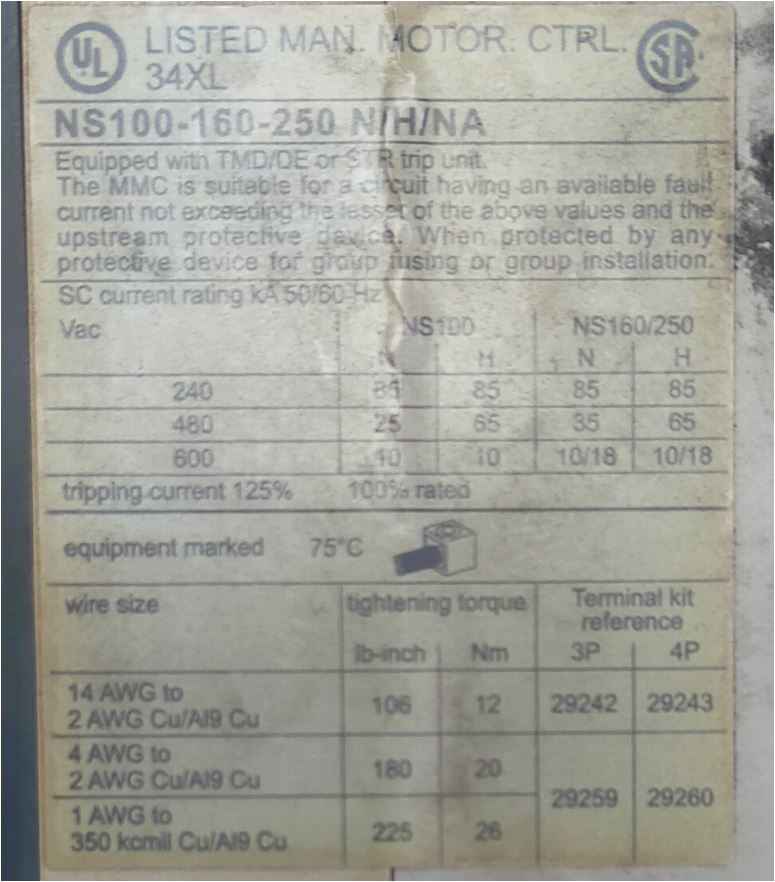 UL LISTED MAN. MOTOR. CTRL. SA
34XL
NS100-160-250 N/H/NA
Equipped with TMD/DE or STR trip unit.
The MMC is suitable for a circuit having an available fault
current not exceeding the lesser of the above values and the
upstream protective device. When protected by any
protective device for group fusing or group installation.
SC current rating kA 50/60 Hz
Vac NS100 NS160/250
N H N H
240 85 85 85 85
480 25 65 35 65
600 10 10 10/18 10/18
tripping current 125% 100% rated
equipment marked 75°C
wire size tightening torque Terminal kit
reference
lb-inch Nm 3P 4P
14 AWG to
2 AWG Cu/Al9 Cu 106 12 29242 29243
4 AWG to
2 AWG Cu/Al9 Cu 180 20
29259 29260
1 AWG to
350 kcmil Cu/Al9 Cu 225 26